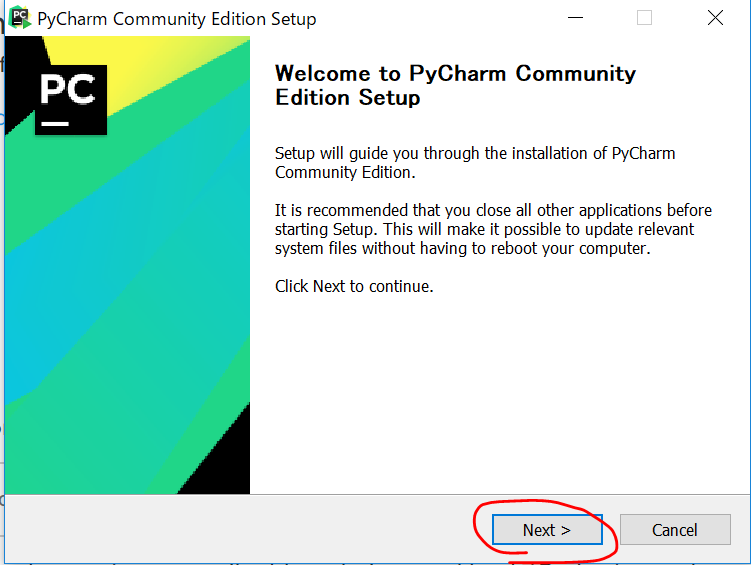 PyCharm Community Edition Setup
PC
Welcome to PyCharm Community
Edition Setup
Setup will guide you through the installation of PyCharm
Community Edition.
It is recommended that you close all other applications before
starting Setup. This will make it possible to update relevant
system files without having to reboot your computer.
Click Next to continue.
Next >
Cancel